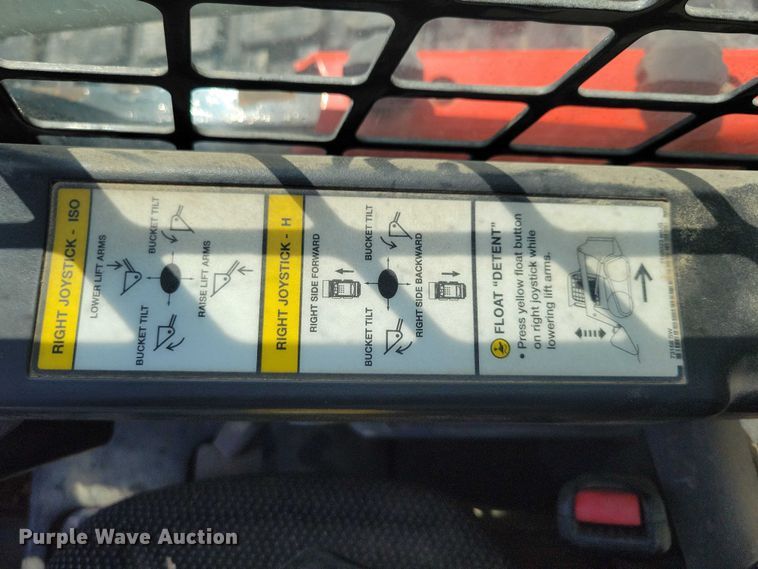 RIGHT JOYSTICK - ISO
LOWER LIFT ARMS
BUCKET TILT
BUCKET TILT
RAISE LIFT ARMS
RIGHT JOYSTICK - H
RIGHT SIDE FORWARD
BUCKET TILT
BUCKET TILT
RIGHT SIDE BACKWARD
FLOAT "DETENT"
• Press yellow float button
on right joystick while
lowering lift arms.
Purple Wave Auction